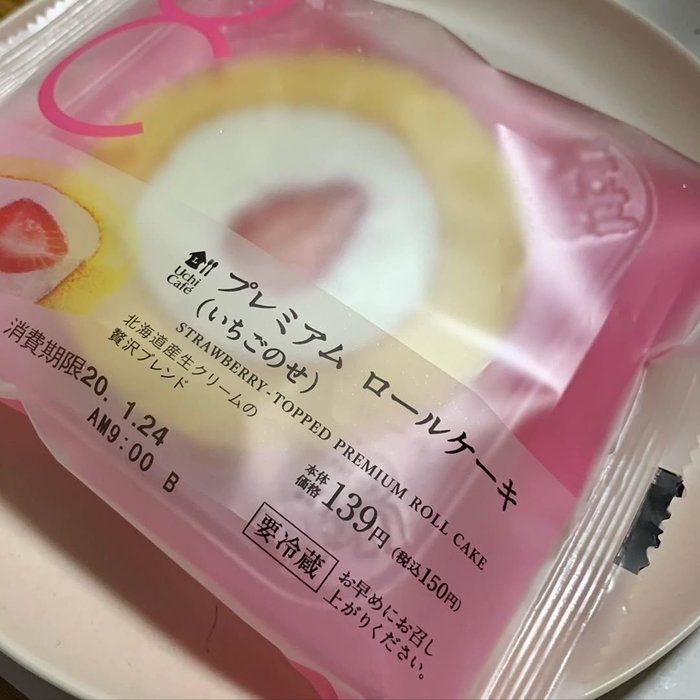 Uchi
Café
プレミアム ロールケーキ
(いちごのせ)
STRAWBERRY-TOPPED PREMIUM ROLL CAKE
北海道産生クリームの
贅沢ブレンド
消費期限20. 1.24
AM9:00 B
本体
価格 139円 (税込150円)
要冷蔵
お早めにお召し
上がりください。